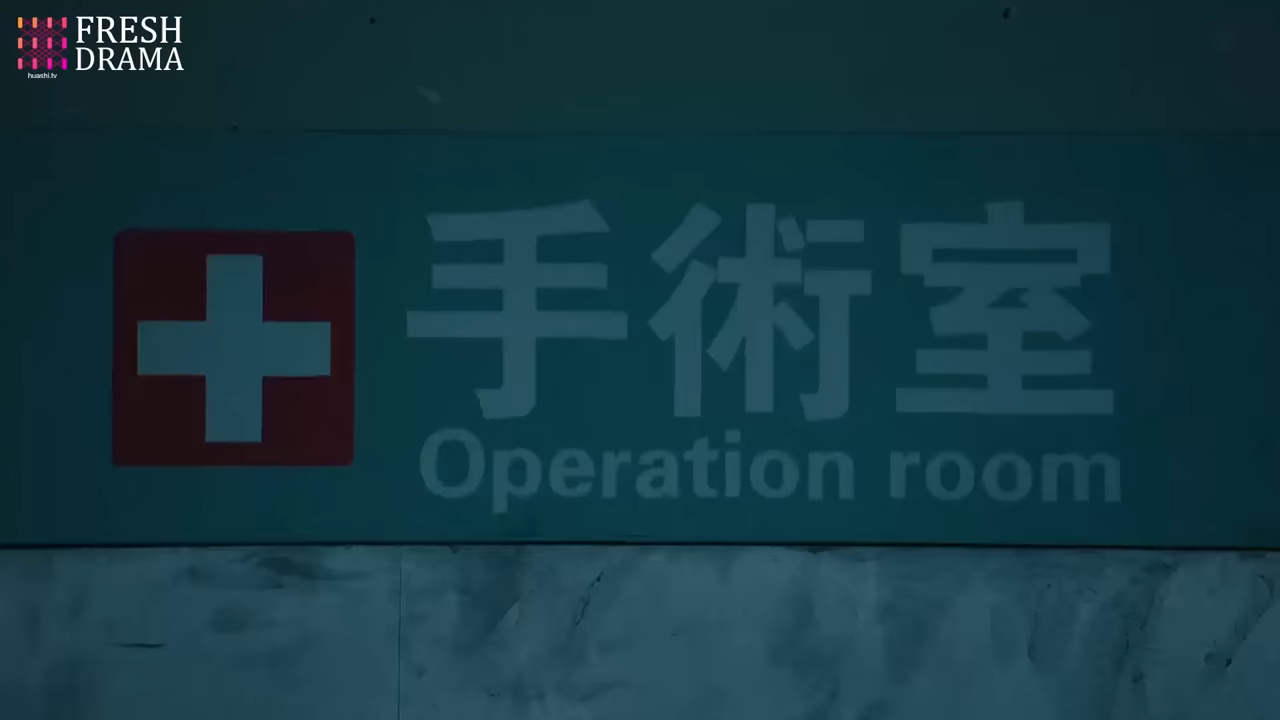 FRESH
DRAMA
huashi.tv
手術室
Operation room